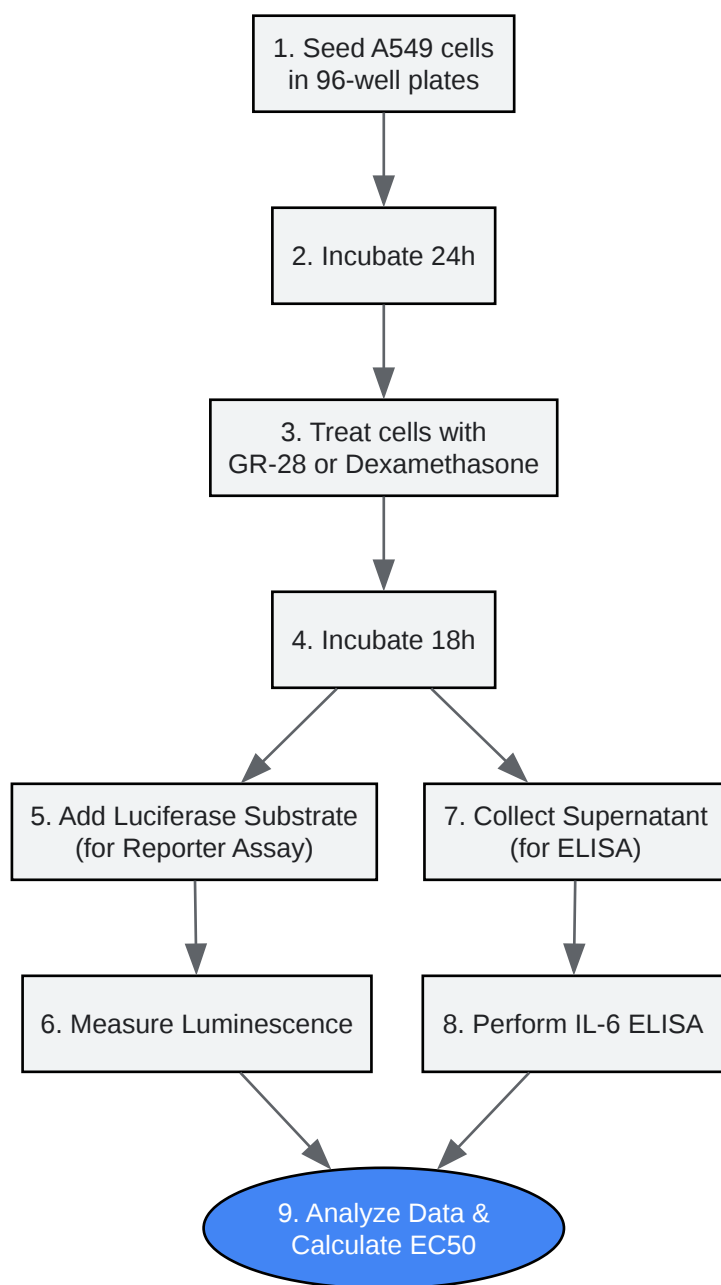 1. Seed A549 cells
in 96-well plates
2. Incubate 24h
3. Treat cells with
GR-28 or Dexamethasone
4. Incubate 18h
5. Add Luciferase Substrate
(for Reporter Assay)
7. Collect Supernatant
(for ELISA)
6. Measure Luminescence
8. Perform IL-6 ELISA
9. Analyze Data &
Calculate EC50